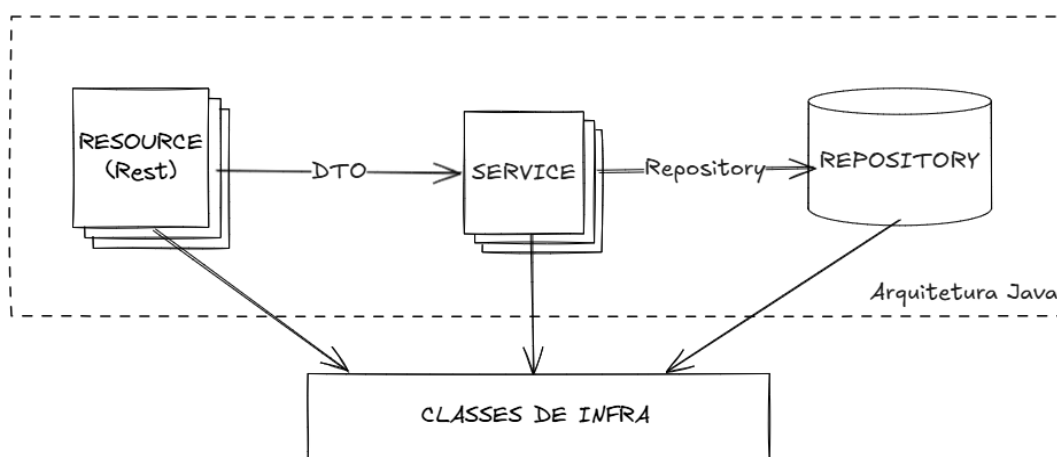 RESOURCE
(Rest)
DTO
SERVICE
Repository
REPOSITORY
Arquitetura Java
CLASSES DE INFRA